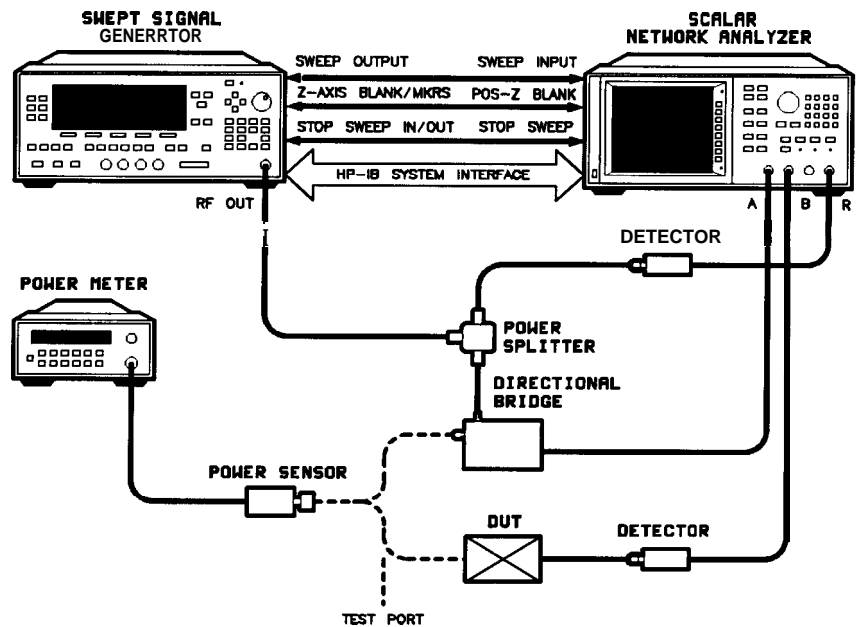 SWEPT SIGNAL
GENERRTOR
SCALAR
NETWORK ANALYZER
SWEEP OUTPUT SWEEP INPUT
Z-AXIS BLANK/MKRS POS-Z BLANK
STOP SWEEP IN/OUT STOP SWEEP
HP-IB SYSTEM INTERFACE
RF OUT
A B R
DETECTOR
POWER METER
POWER
SPLITTER
DIRECTIONAL
BRIDGE
POWER SENSOR
DUT
DETECTOR
TEST PORT